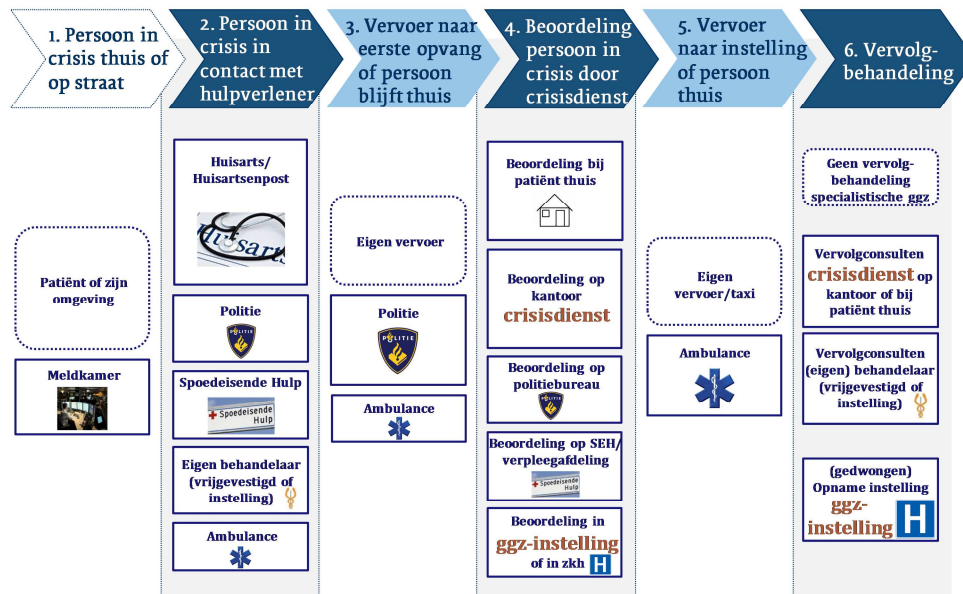 1. Persoon in
crisis thuis of
op straat
2. Persoon in
crisis in
contact met
hulpverlener
3. Vervoer naar
eerste opvang
of persoon
blijft thuis
4. Beoordeling
persoon in
crisis door
crisisdienst
5. Vervoer
naar instelling
of persoon
thuis
6. Vervolg-
behandeling
Patiënt of zijn
omgeving
Meldkamer
Huisarts/
Huisartsenpost
Huisarts
Politie
POLITIE
Spoedeisende Hulp
Spoedeisende
Hulp
Eigen behandelaar
(vrijgevestigd of
instelling)
Ambulance
Eigen vervoer
Politie
POLITIE
Ambulance
Beoordeling bij
patiënt thuis
Beoordeling op
kantoor
crisisdienst
Beoordeling op
politiebureau
POLITIE
Beoordeling op SEH/
verpleegafdeling
Spoedeisende
Hulp
Beoordeling in
ggz-instelling
of in zkh H
Eigen
vervoer/taxi
Ambulance
Geen vervolg-
behandeling
specialistische ggz
Vervolgconsulten
crisisdienst op
kantoor of bij
patiënt thuis
Vervolgconsulten
(eigen) behandelaar
(vrijgevestigd of
instelling)
(gedwongen)
Opname instelling
ggz-
instelling H